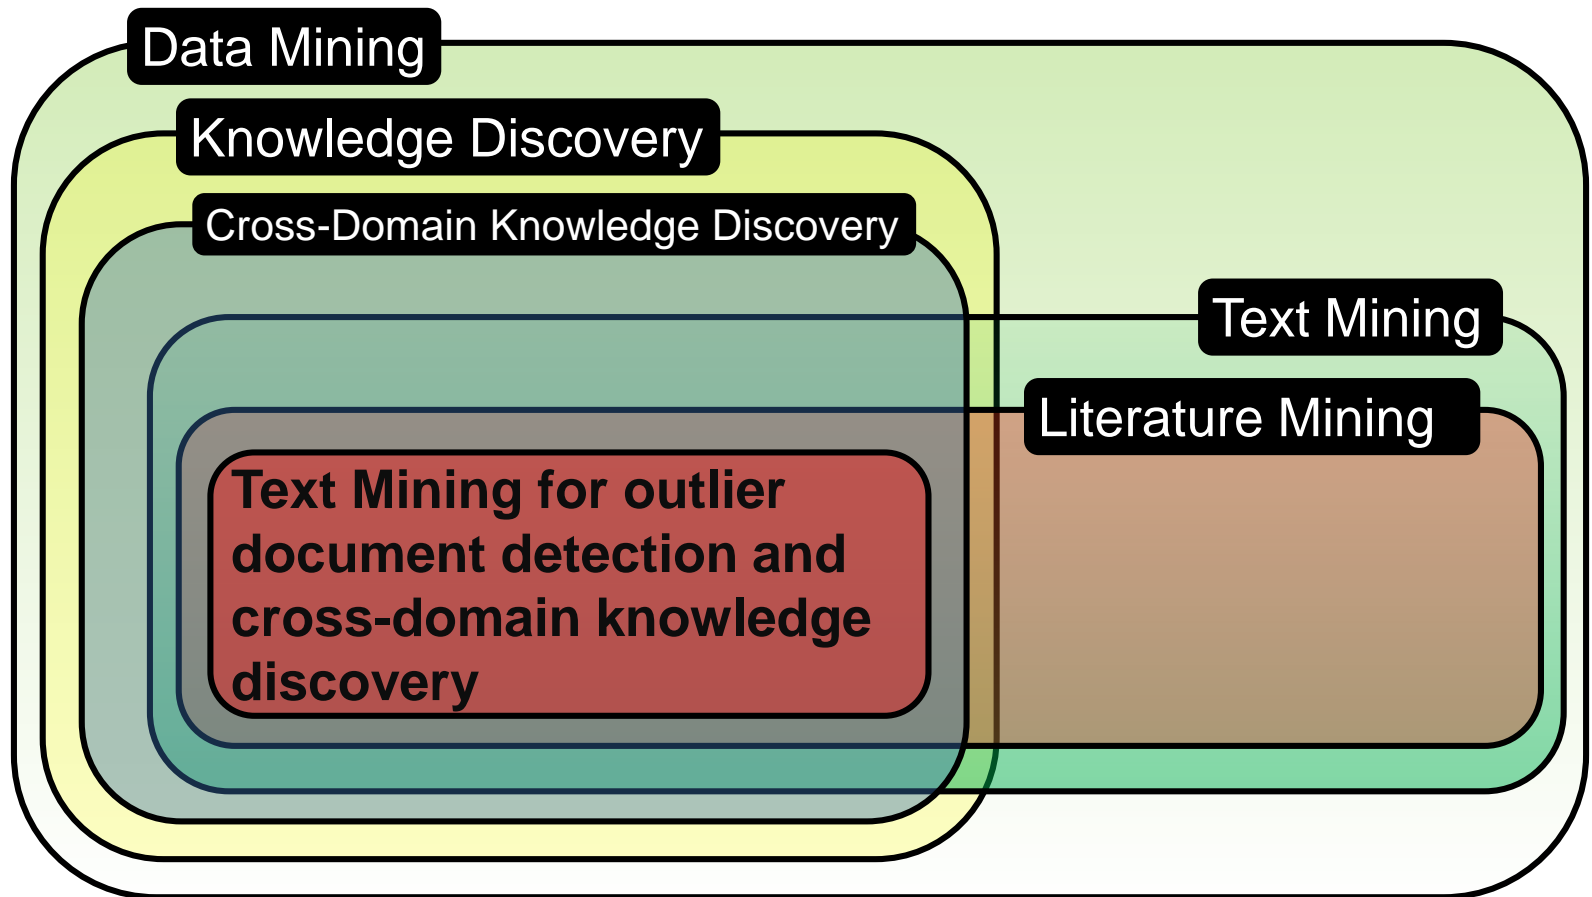 Data Mining
Knowledge Discovery
Cross-Domain Knowledge Discovery
Text Mining
Literature Mining
Text Mining for outlier
document detection and
cross-domain knowledge
discovery